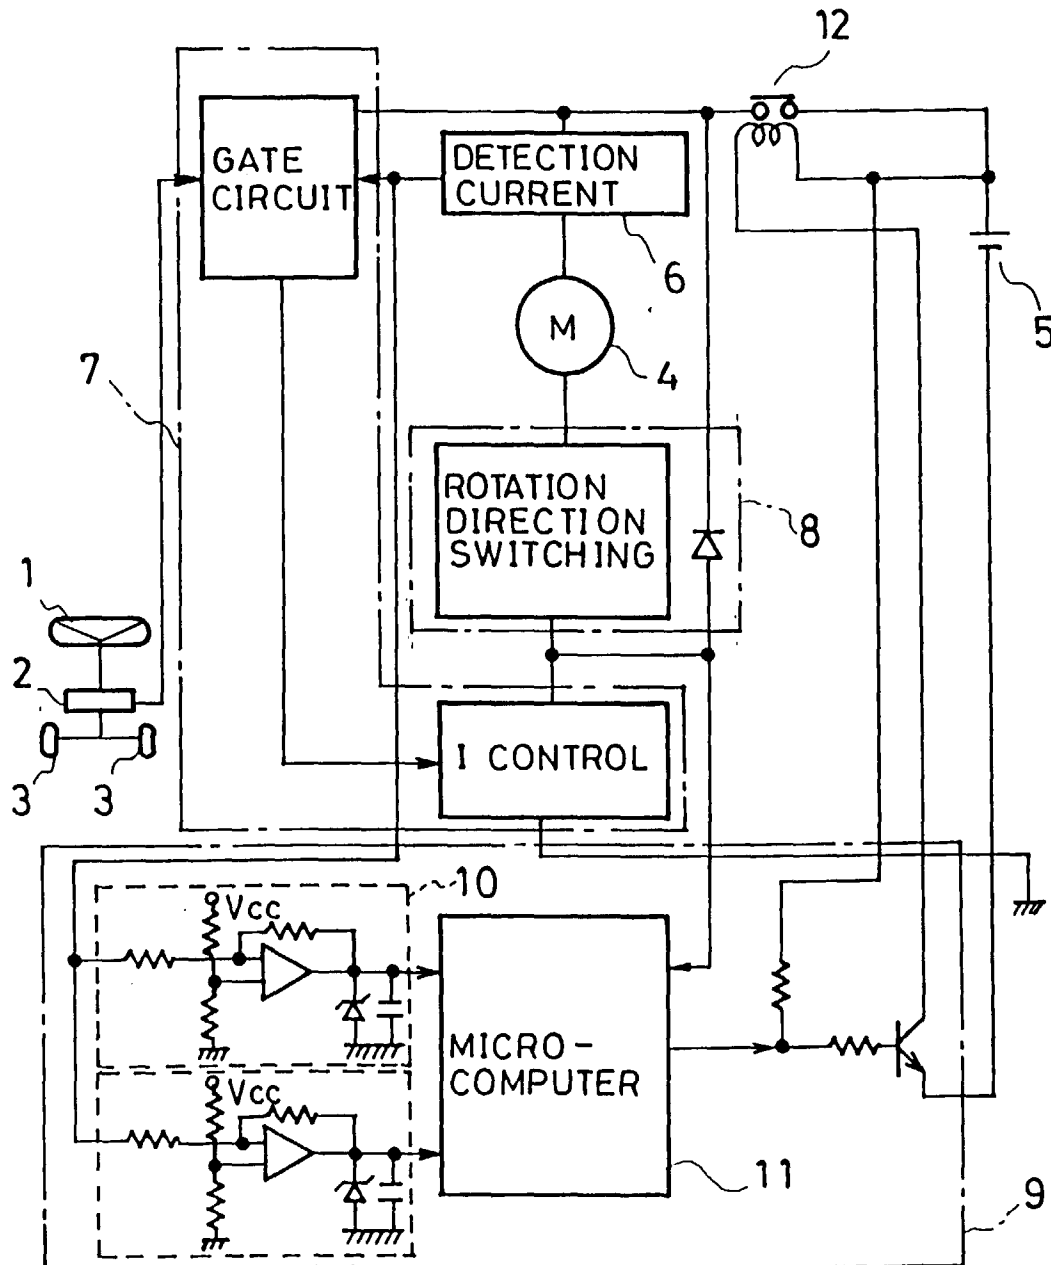 12
GATE
CIRCUIT
DETECTION
CURRENT
6
5
M
4
7
ROTATION
DIRECTION
SWITCHING
8
1
2
3
3
I CONTROL
10
Vcc
MICRO-
COMPUTER
Vcc
11
9